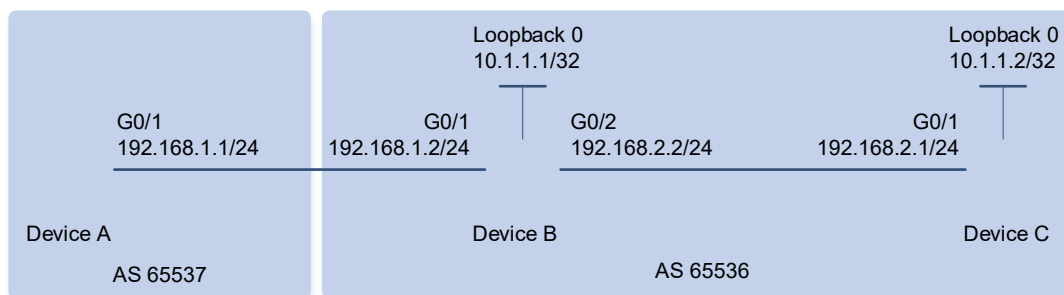 Loopback 0
10.1.1.1/32
Loopback 0
10.1.1.2/32
G0/1
192.168.1.1/24
G0/1
192.168.1.2/24
G0/2
192.168.2.2/24
G0/1
192.168.2.1/24
Device A
Device B
Device C
AS 65537
AS 65536